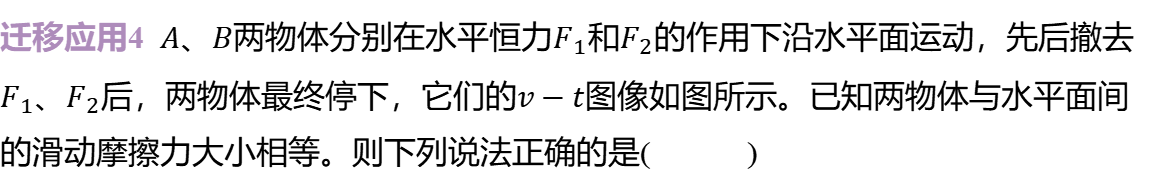 迁移应用4 A、B两物体分别在水平恒力F₁和F₂的作用下沿水平面运动，先后撤去
F₁、F₂后，两物体最终停下，它们的v − t图像如图所示。已知两物体与水平面间
的滑动摩擦力大小相等。则下列说法正确的是(　　)